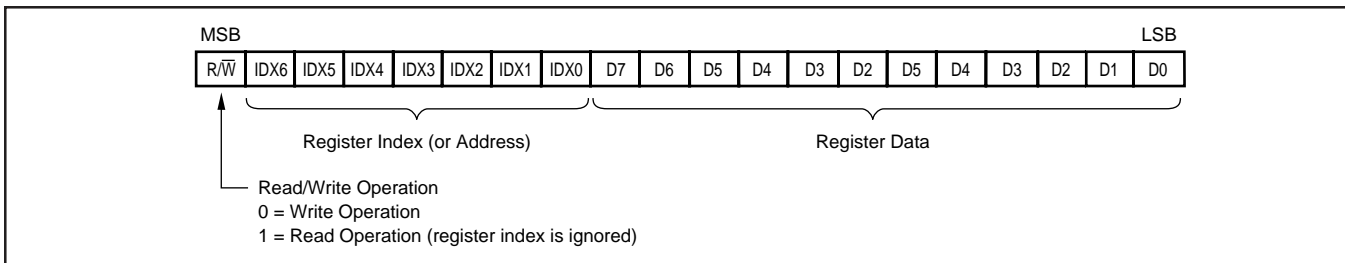 MSB LSB
R/W̅ IDX6 IDX5 IDX4 IDX3 IDX2 IDX1 IDX0 D7 D6 D5 D4 D3 D2 D5 D4 D3 D2 D1 D0
Register Index (or Address) Register Data
Read/Write Operation
0 = Write Operation
1 = Read Operation (register index is ignored)